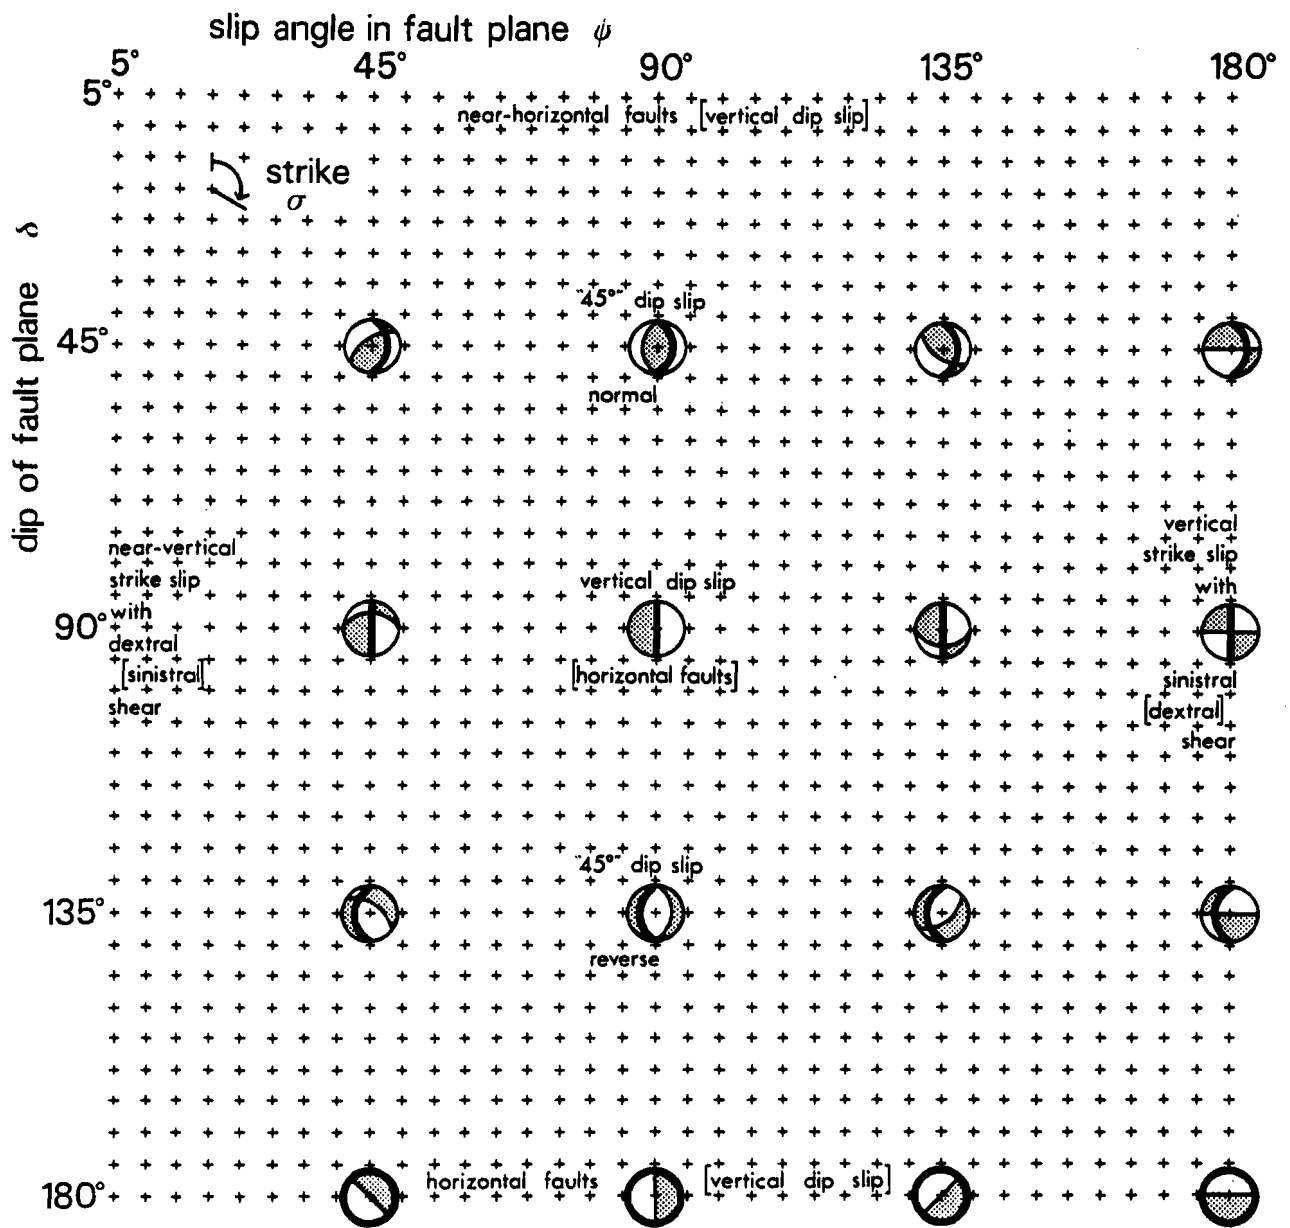 slip angle in fault plane ψ
5° 45° 90° 135° 180°
5°
near-horizontal faults [vertical dip slip]
strike
σ
dip of fault plane δ
"45°" dip slip
45°
normal
near-vertical
strike slip
with
dextral
[sinistral]
shear
90°
vertical dip slip
[horizontal faults]
vertical
strike slip
with
sinistral
[dextral]
shear
"45°" dip slip
135°
reverse
180°
horizontal faults [vertical dip slip]